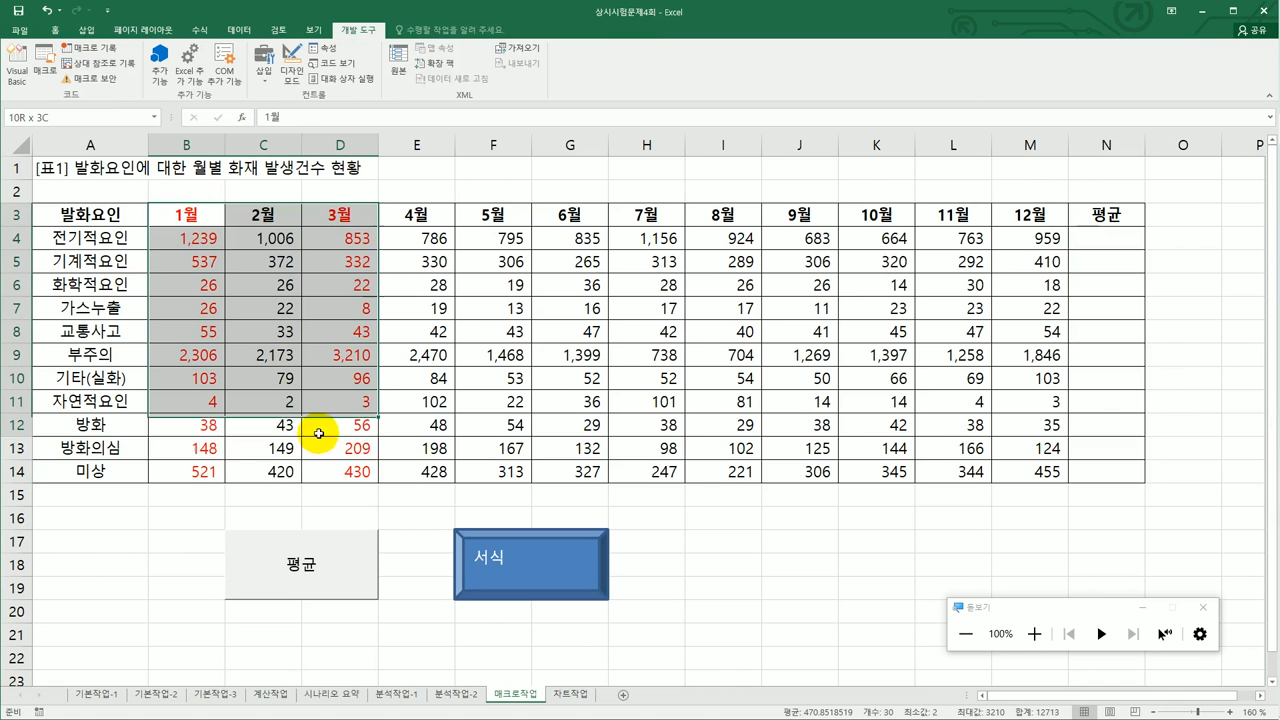 상시시험문제4회 - Excel
파일 홈 삽입 페이지 레이아웃 수식 데이터 검토 보기 개발 도구 수행할 작업을 알려 주세요. 공유
Visual Basic 매크로 매크로 기록 상대 참조로 기록 매크로 보안 코드
추가 기능 Excel 추가 기능 COM 추가 기능 추가 기능
삽입 디자인 모드 속성 코드 보기 대화 상자 실행 컨트롤
원본 맵 속성 확장 팩 데이터 새로 고침 가져오기 내보내기 XML
10R x 3C fx 1월
A B C D E F G H I J K L M N O P
1 [표1] 발화요인에 대한 월별 화재 발생건수 현황
2
3 발화요인 1월 2월 3월 4월 5월 6월 7월 8월 9월 10월 11월 12월 평균
4 전기적요인 1,239 1,006 853 786 795 835 1,156 924 683 664 763 959
5 기계적요인 537 372 332 330 306 265 313 289 306 320 292 410
6 화학적요인 26 26 22 28 19 36 28 26 26 14 30 18
7 가스누출 26 22 8 19 13 16 17 17 11 23 23 22
8 교통사고 55 33 43 42 43 47 42 40 41 45 47 54
9 부주의 2,306 2,173 3,210 2,470 1,468 1,399 738 704 1,269 1,397 1,258 1,846
10 기타(실화) 103 79 96 84 53 52 52 54 50 66 69 103
11 자연적요인 4 2 3 102 22 36 101 81 14 14 4 3
12 방화 38 43 56 48 54 29 38 29 38 42 38 35
13 방화의심 148 149 209 198 167 132 98 102 125 144 166 124
14 미상 521 420 430 428 313 327 247 221 306 345 344 455
15
16
17
18
19
20
21
22
23
평균
서식
돋보기
100%
기본작업-1 기본작업-2 기본작업-3 계산작업 시나리오 요약 분석작업-1 분석작업-2 매크로작업 차트작업
준비 평균: 470.8518519 개수: 30 최소값: 2 최대값: 3210 합계: 12713 160 %